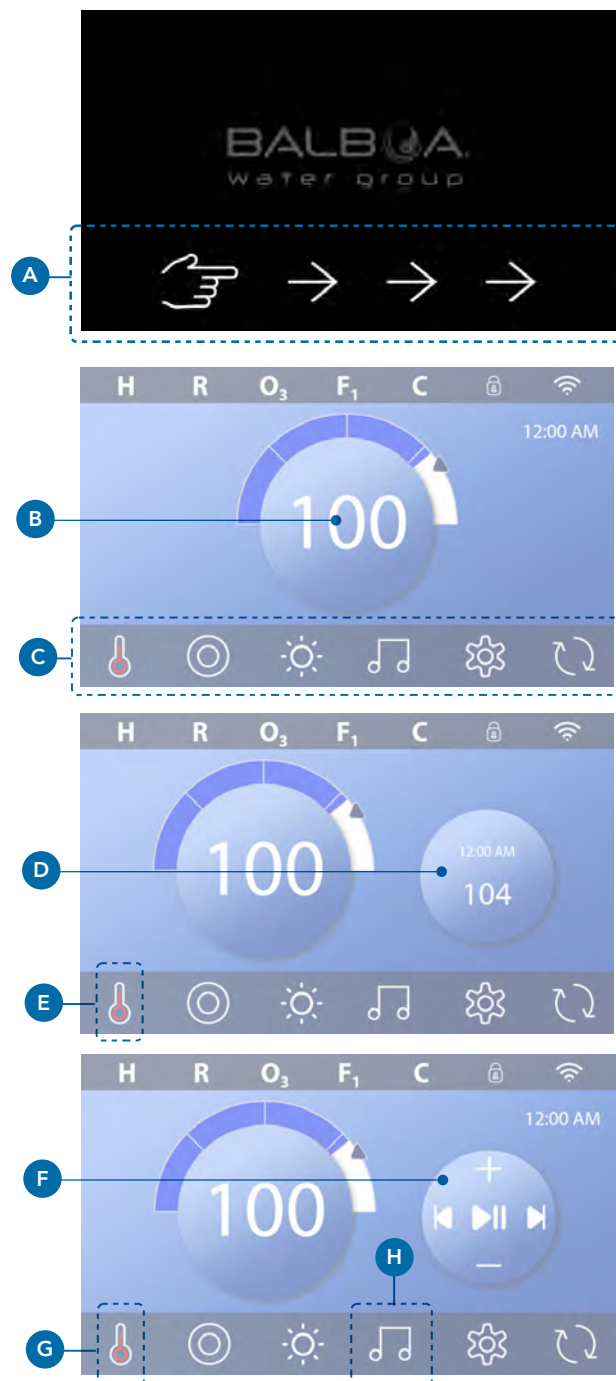 BALBOA.
water group
A
H R O₃ F₁ C
12:00 AM
B
100
C
H R O₃ F₁ C
D
100
12:00 AM
104
E
H R O₃ F₁ C
12:00 AM
F
100
H
G